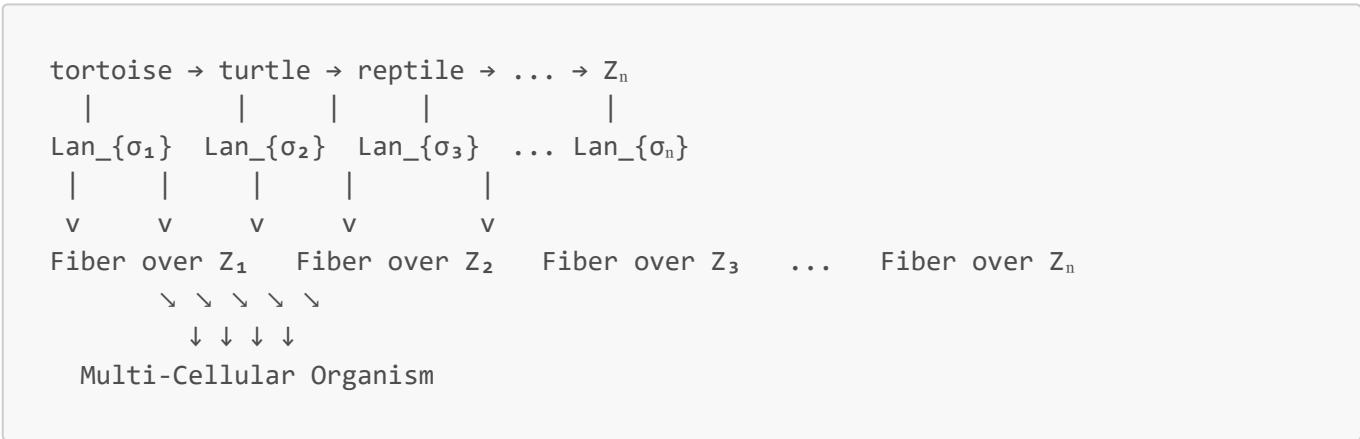 tortoise → turtle → reptile → ... → Zₙ
| | | | |
Lan_{σ₁} Lan_{σ₂} Lan_{σ₃} ... Lan_{σₙ}
| | | | |
v v v v v
Fiber over Z₁ Fiber over Z₂ Fiber over Z₃ ... Fiber over Zₙ
↘ ↘ ↘ ↘ ↘
↓ ↓ ↓ ↓
Multi-Cellular Organism